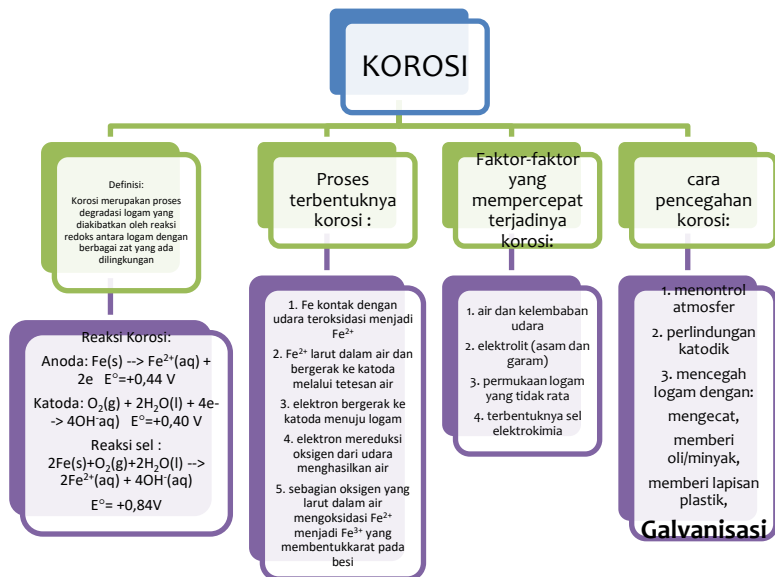 KOROSI
Definisi:
Korosi merupakan proses
degradasi logam yang
diakibatkan oleh reaksi
redoks antara logam dengan
berbagai zat yang ada
dilingkungan
Reaksi Korosi:
Anoda: Fe(s) --> Fe²⁺(aq) +
2e   E°=+0,44 V
Katoda: O₂(g) + 2H₂O(l) + 4e-
-> 4OH⁻aq)   E°=+0,40 V
Reaksi sel :
2Fe(s)+O₂(g)+2H₂O(l) -->
2Fe²⁺(aq) + 4OH⁻(aq)
E°= +0,84V
Proses
terbentuknya
korosi :
1. Fe kontak dengan
udara teroksidasi menjadi
Fe²⁺
2. Fe²⁺ larut dalam air dan
bergerak ke katoda
melalui tetesan air
3. elektron bergerak ke
katoda menuju logam
4. elektron mereduksi
oksigen dari udara
menghasilkan air
5. sebagian oksigen yang
larut dalam air
mengoksidasi Fe²⁺
menjadi Fe³⁺ yang
membentukkarat pada
besi
Faktor-faktor
yang
mempercepat
terjadinya
korosi:
1. air dan kelembaban
udara
2. elektrolit (asam dan
garam)
3. permukaan logam
yang tidak rata
4. terbentuknya sel
elektrokimia
cara
pencegahan
korosi:
1. menontrol
atmosfer
2. perlindungan
katodik
3. mencegah
logam dengan:
mengecat,
memberi
oli/minyak,
memberi lapisan
plastik,
Galvanisasi